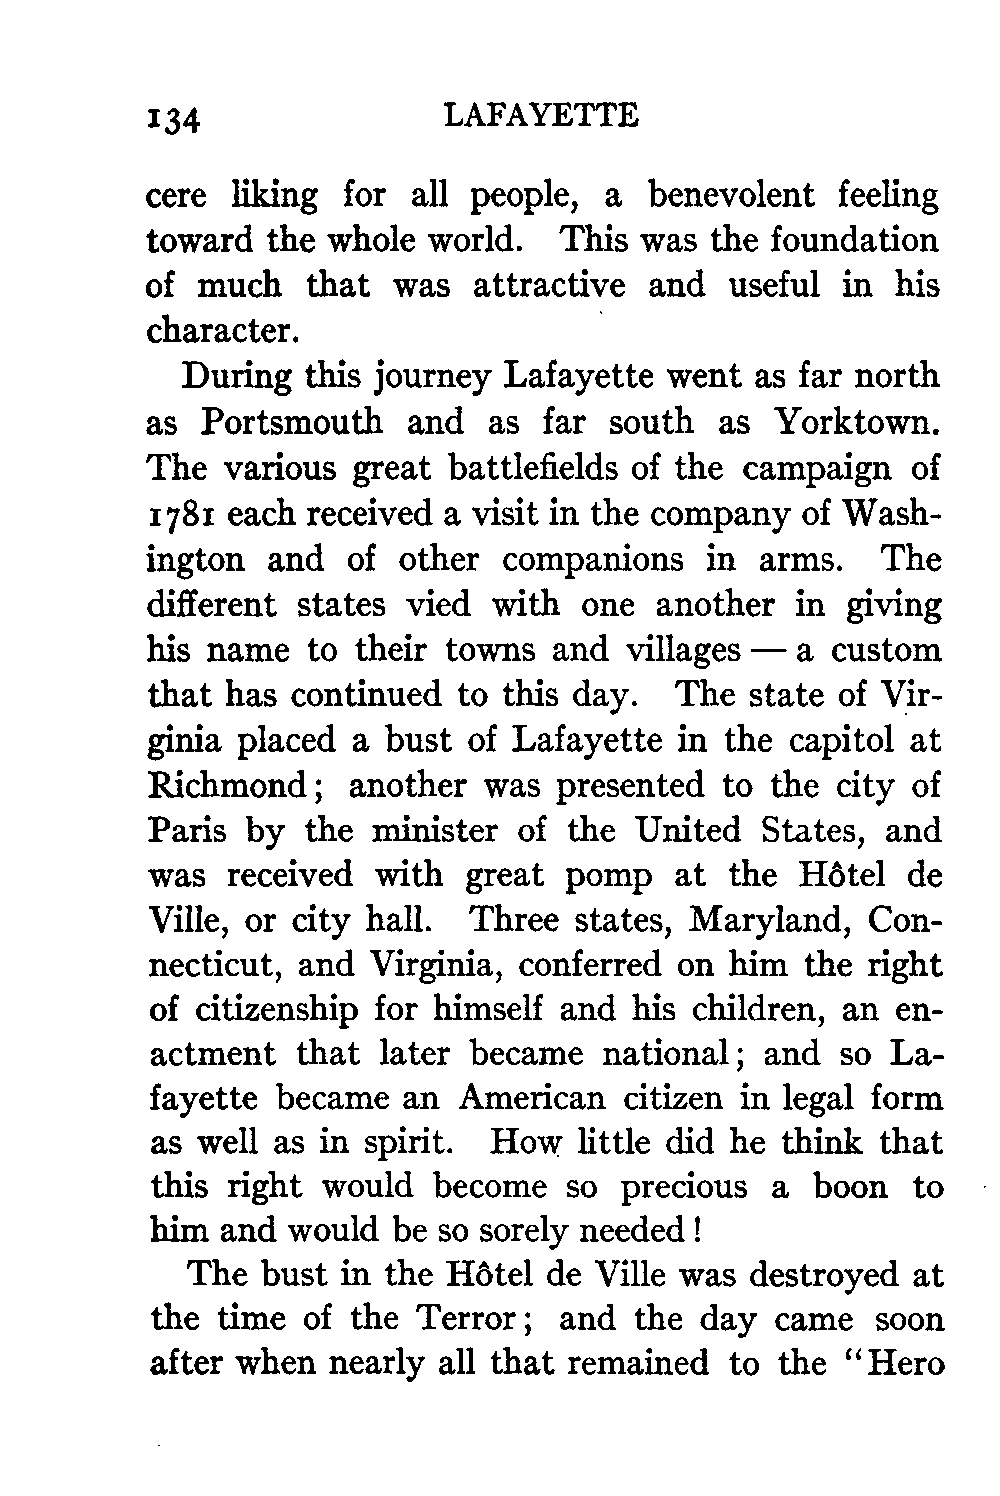 134 LAFAYETTE
cere liking for all people, a benevolent feeling
toward the whole world. This was the foundation
of much that was attractive and useful in his
character.
During this journey Lafayette went as far north
as Portsmouth and as far south as Yorktown.
The various great battlefields of the campaign of
1781 each received a visit in the company of Wash-
ington and of other companions in arms. The
different states vied with one another in giving
his name to their towns and villages — a custom
that has continued to this day. The state of Vir-
ginia placed a bust of Lafayette in the capitol at
Richmond; another was presented to the city of
Paris by the minister of the United States, and
was received with great pomp at the Hôtel de
Ville, or city hall. Three states, Maryland, Con-
necticut, and Virginia, conferred on him the right
of citizenship for himself and his children, an en-
actment that later became national; and so La-
fayette became an American citizen in legal form
as well as in spirit. How little did he think that
this right would become so precious a boon to
him and would be so sorely needed!
The bust in the Hôtel de Ville was destroyed at
the time of the Terror; and the day came soon
after when nearly all that remained to the “Hero